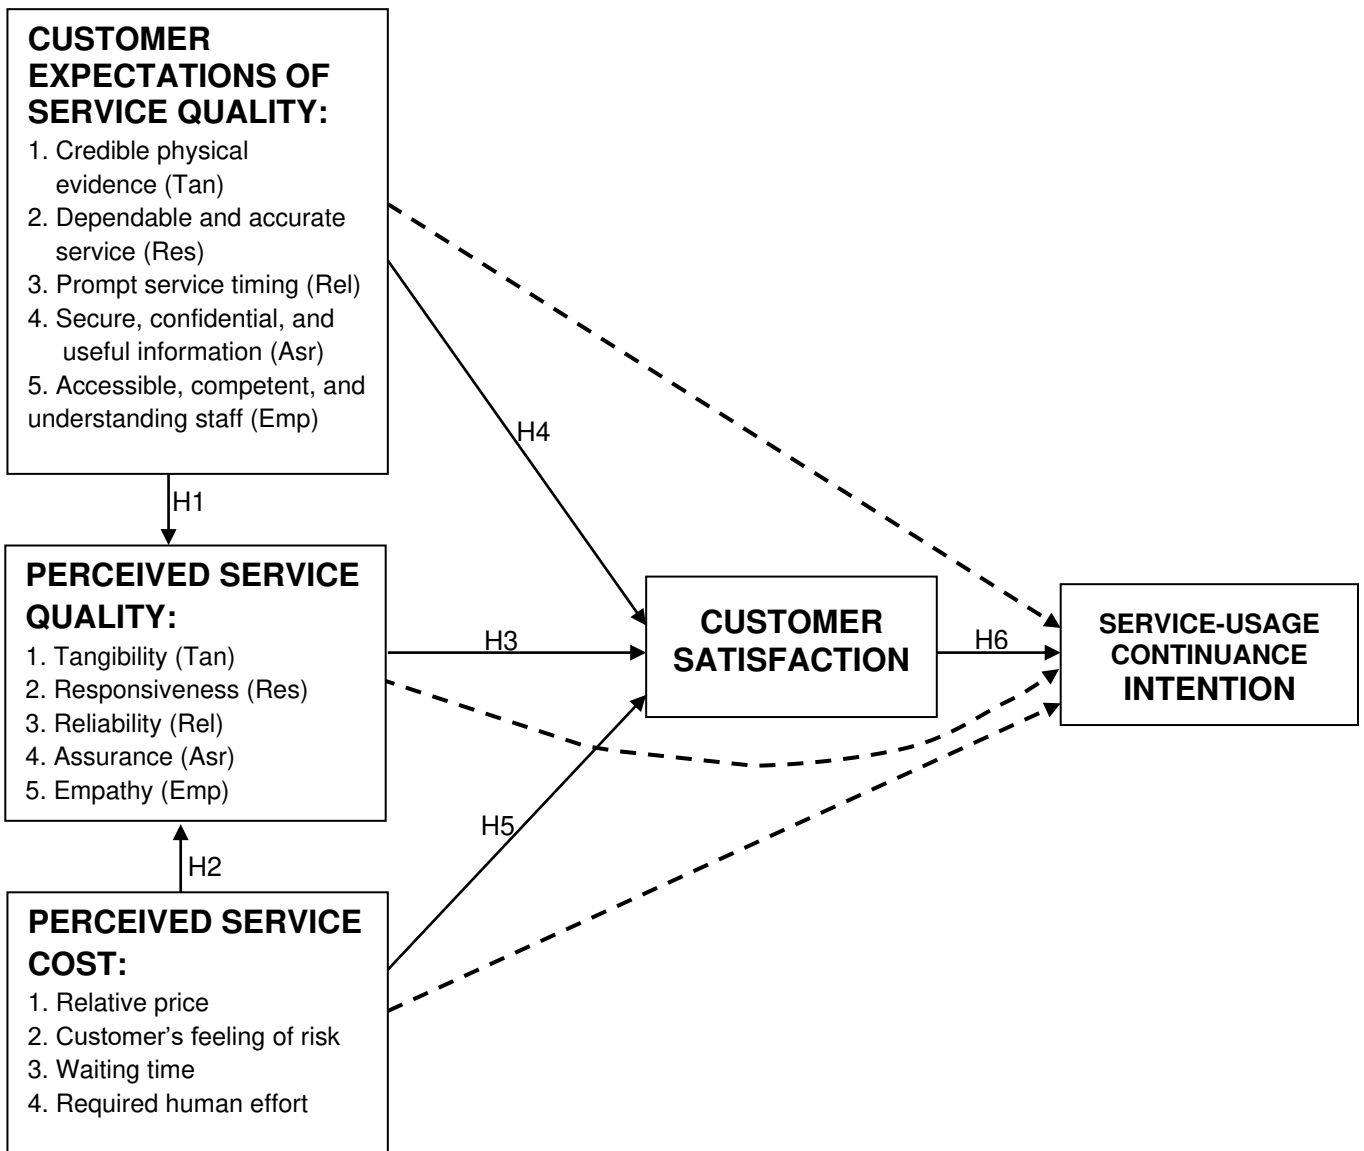 CUSTOMER
EXPECTATIONS OF
SERVICE QUALITY:
1. Credible physical
evidence (Tan)
2. Dependable and accurate
service (Res)
3. Prompt service timing (Rel)
4. Secure, confidential, and
useful information (Asr)
5. Accessible, competent, and
understanding staff (Emp)
H4
H1
PERCEIVED SERVICE
QUALITY:
1. Tangibility (Tan)
2. Responsiveness (Res)
3. Reliability (Rel)
4. Assurance (Asr)
5. Empathy (Emp)
H3
CUSTOMER
SATISFACTION
H6
SERVICE-USAGE
CONTINUANCE
INTENTION
H5
H2
PERCEIVED SERVICE
COST:
1. Relative price
2. Customer’s feeling of risk
3. Waiting time
4. Required human effort